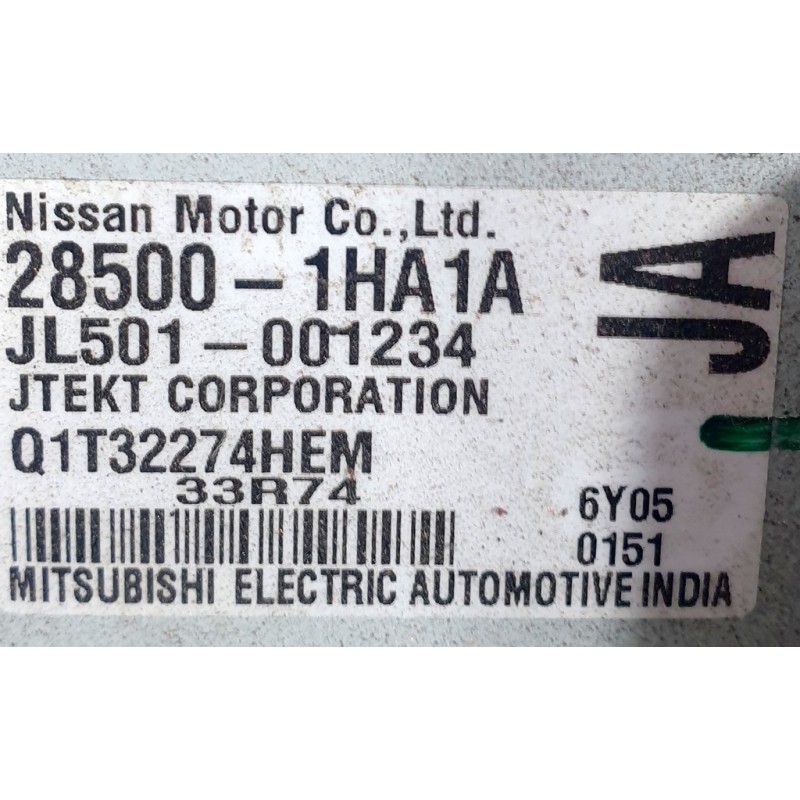 Nissan Motor Co.,Ltd.
28500-1HA1A
JA
JL501-001234
JTEKT CORPORATION
Q1T32274HEM
33R74
6Y05
0151
MITSUBISHI ELECTRIC AUTOMOTIVE INDIA